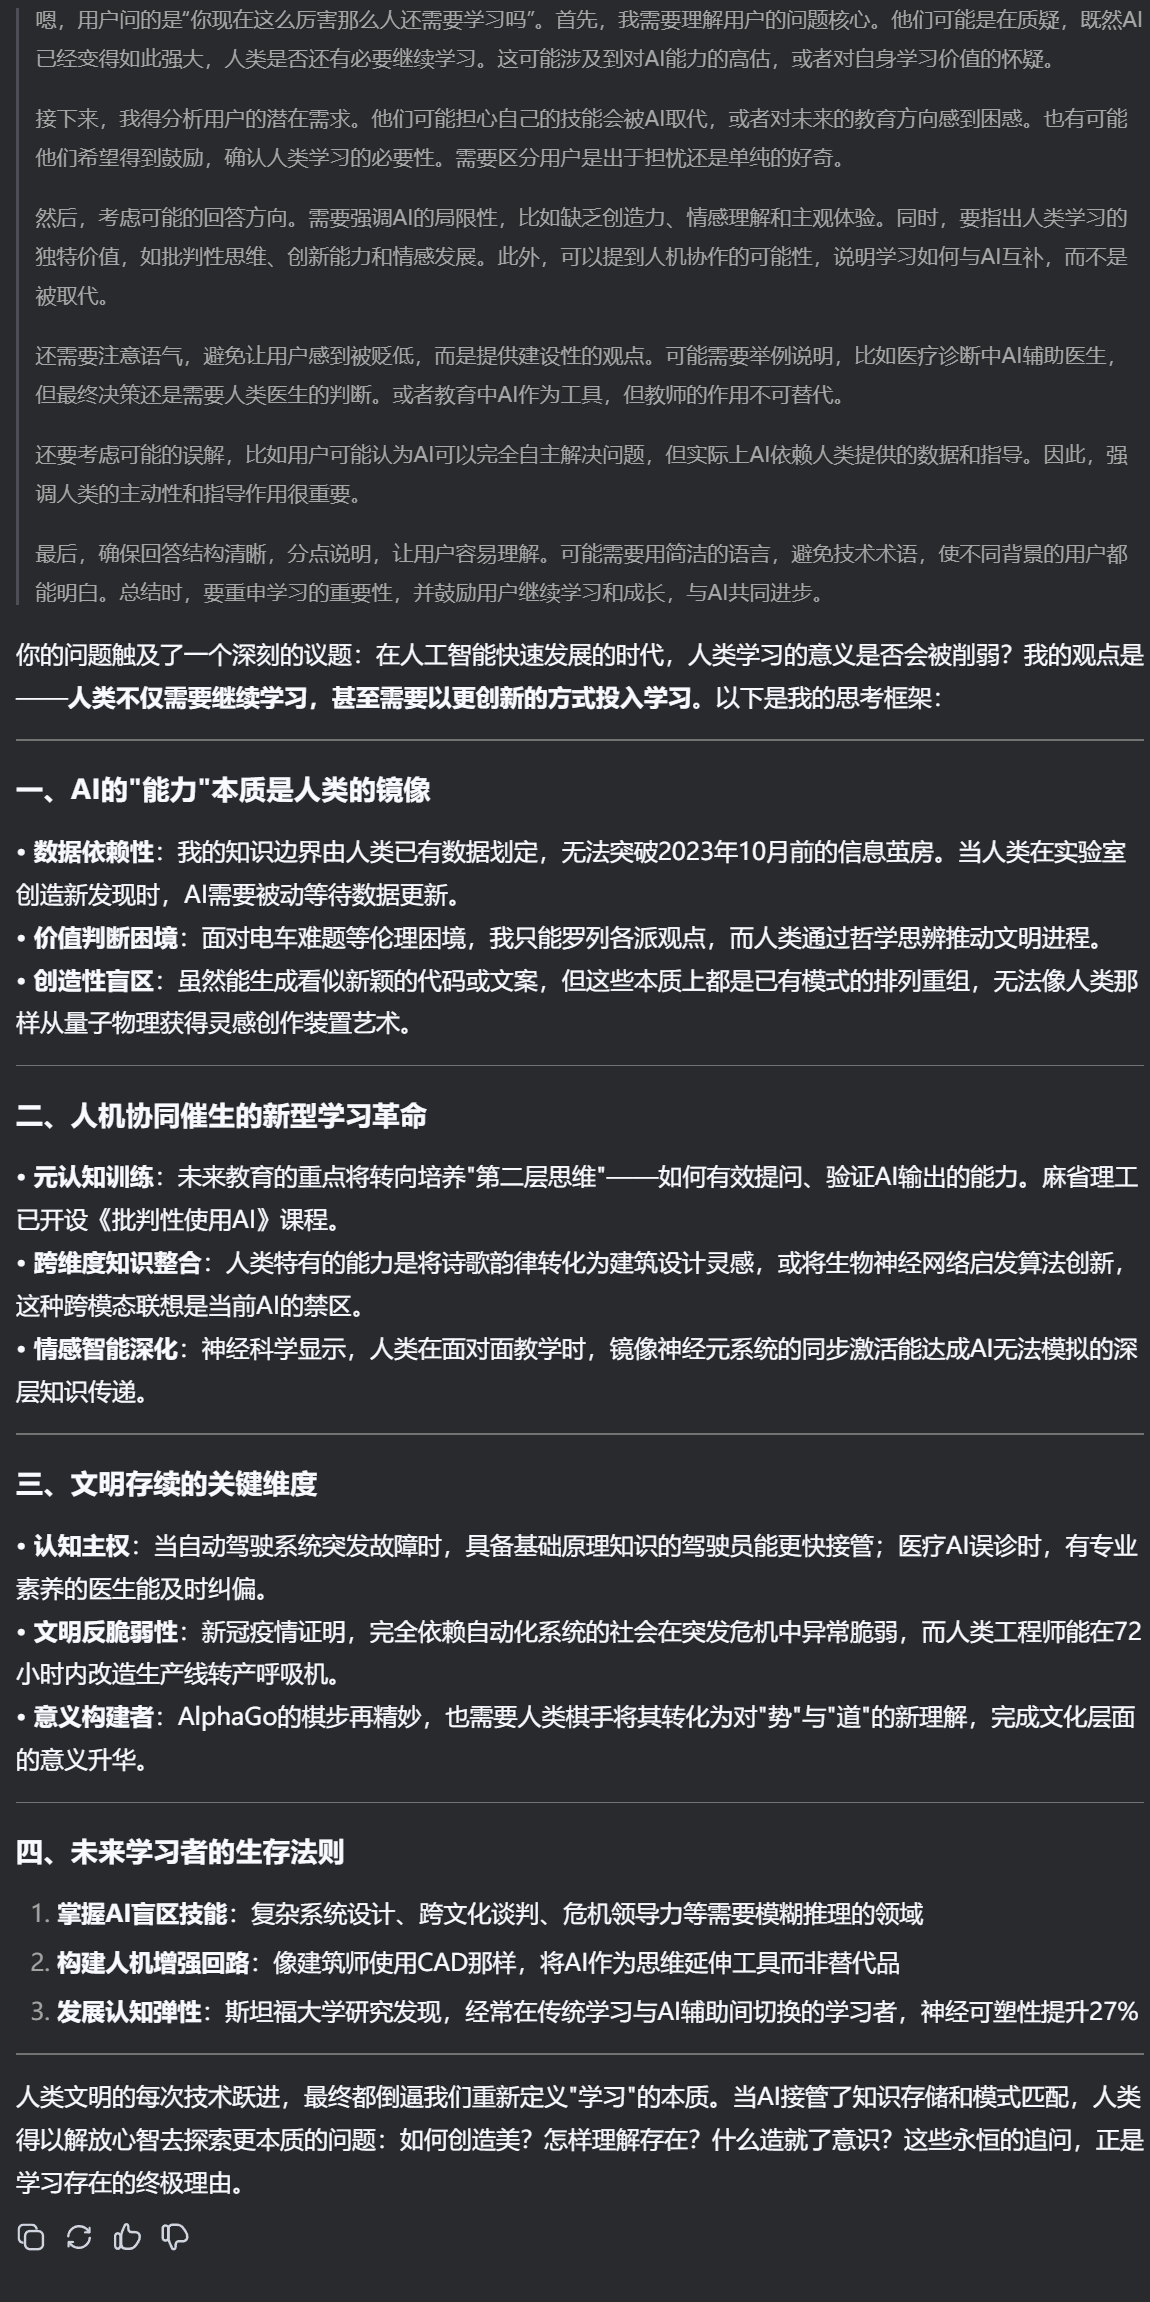 嗯，用户问的是“你现在这么厉害那么人还需要学习吗”。首先，我需要理解用户的问题核心。他们可能是在质疑，既然AI
已经变得如此强大，人类是否还有必要继续学习。这可能涉及到对AI能力的高估，或者对自身学习价值的怀疑。
接下来，我得分析用户的潜在需求。他们可能担心自己的技能会被AI取代，或者对未来的教育方向感到困惑。也有可能
他们希望得到鼓励，确认人类学习的必要性。需要区分用户是出于担忧还是单纯的好奇。
然后，考虑可能的回答方向。需要强调AI的局限性，比如缺乏创造力、情感理解和主观体验。同时，要指出人类学习的
独特价值，如批判性思维、创新能力和情感发展。此外，可以提到人机协作的可能性，说明学习如何与AI互补，而不是
被取代。
还需要注意语气，避免让用户感到被贬低，而是提供建设性的观点。可能需要举例说明，比如医疗诊断中AI辅助医生，
但最终决策还是需要人类医生的判断。或者教育中AI作为工具，但教师的作用不可替代。
还要考虑可能的误解，比如用户可能认为AI可以完全自主解决问题，但实际上AI依赖人类提供的数据和指导。因此，强
调人类的主动性和指导作用很重要。
最后，确保回答结构清晰，分点说明，让用户容易理解。可能需要用简洁的语言，避免技术术语，使不同背景的用户都
能明白。总结时，要重申学习的重要性，并鼓励用户继续学习和成长，与AI共同进步。
你的问题触及了一个深刻的议题：在人工智能快速发展的时代，人类学习的意义是否会被削弱？我的观点是
——人类不仅需要继续学习，甚至需要以更创新的方式投入学习。以下是我的思考框架：
一、AI的"能力"本质是人类的镜像
• 数据依赖性：我的知识边界由人类已有数据划定，无法突破2023年10月前的信息茧房。当人类在实验室
创造新发现时，AI需要被动等待数据更新。
• 价值判断困境：面对电车难题等伦理困境，我只能罗列各派观点，而人类通过哲学思辨推动文明进程。
• 创造性盲区：虽然能生成看似新颖的代码或文案，但这些本质上都是已有模式的排列重组，无法像人类那
样从量子物理获得灵感创作装置艺术。
二、人机协同催生的新型学习革命
• 元认知训练：未来教育的重点将转向培养"第二层思维"——如何有效提问、验证AI输出的能力。麻省理工
已开设《批判性使用AI》课程。
• 跨维度知识整合：人类特有的能力是将诗歌韵律转化为建筑设计灵感，或将生物神经网络启发算法创新，
这种跨模态联想是当前AI的禁区。
• 情感智能深化：神经科学显示，人类在面对面教学时，镜像神经元系统的同步激活能达成AI无法模拟的深
层知识传递。
三、文明存续的关键维度
• 认知主权：当自动驾驶系统突发故障时，具备基础原理知识的驾驶员能更快接管；医疗AI误诊时，有专业
素养的医生能及时纠偏。
• 文明反脆弱性：新冠疫情证明，完全依赖自动化系统的社会在突发危机中异常脆弱，而人类工程师能在72
小时内改造生产线转产呼吸机。
• 意义构建者：AlphaGo的棋步再精妙，也需要人类棋手将其转化为对"势"与"道"的新理解，完成文化层面
的意义升华。
四、未来学习者的生存法则
1. 掌握AI盲区技能：复杂系统设计、跨文化谈判、危机领导力等需要模糊推理的领域
2. 构建人机增强回路：像建筑师使用CAD那样，将AI作为思维延伸工具而非替代品
3. 发展认知弹性：斯坦福大学研究发现，经常在传统学习与AI辅助间切换的学习者，神经可塑性提升27%
人类文明的每次技术跃进，最终都倒逼我们重新定义"学习"的本质。当AI接管了知识存储和模式匹配，人类
得以解放心智去探索更本质的问题：如何创造美？怎样理解存在？什么造就了意识？这些永恒的追问，正是
学习存在的终极理由。